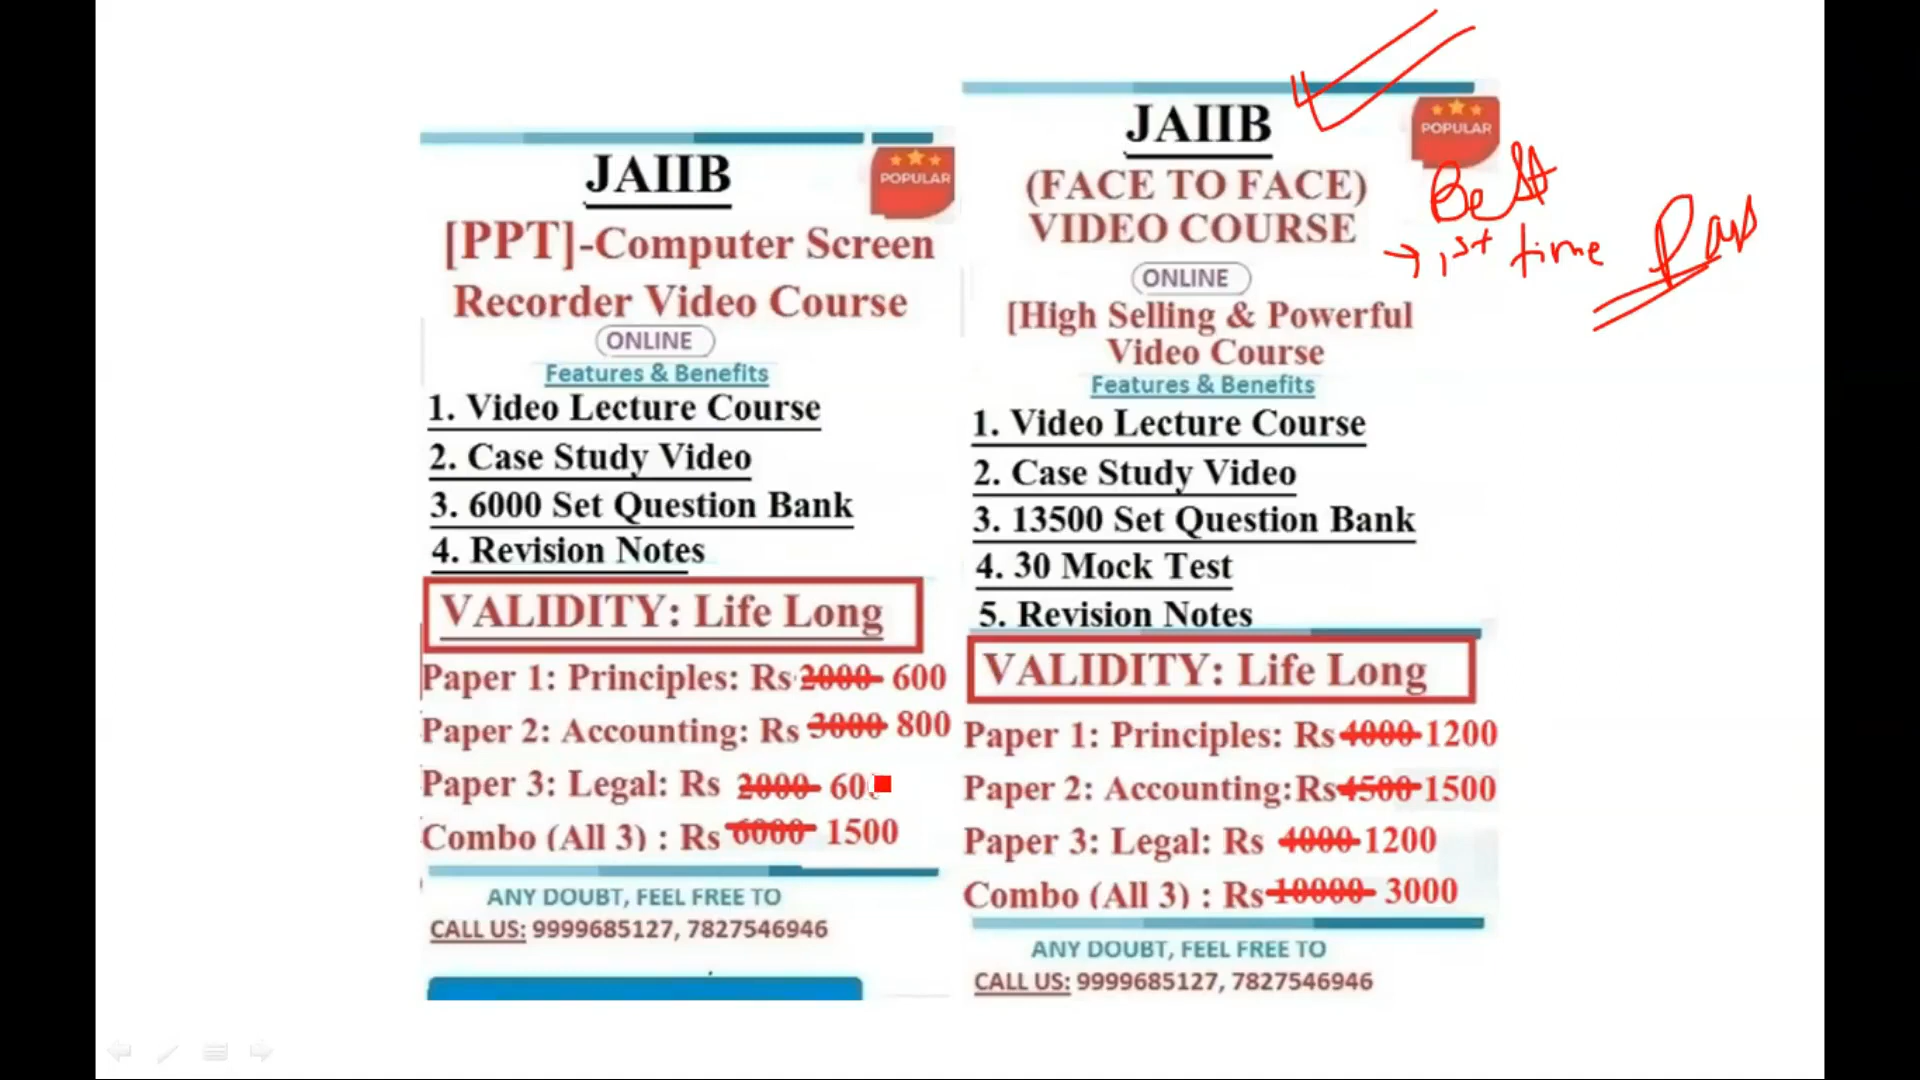 JAIIB
POPULAR
[PPT]-Computer Screen
Recorder Video Course
ONLINE
Features & Benefits
1. Video Lecture Course
2. Case Study Video
3. 6000 Set Question Bank
4. Revision Notes
VALIDITY: Life Long
Paper 1: Principles: Rs 2000 600
Paper 2: Accounting: Rs 3000 800
Paper 3: Legal: Rs 2000
Combo (All 3) : Rs 6000 1500
ANY DOUBT, FEEL FREE TO
CALL US: 9999685127, 7827546946
JAIIB
POPULAR
(FACE TO FACE)
VIDEO COURSE
ONLINE
[High Selling & Powerful
Video Course
Features & Benefits
1. Video Lecture Course
2. Case Study Video
3. 13500 Set Question Bank
4. 30 Mock Test
5. Revision Notes
VALIDITY: Life Long
Paper 1: Principles: Rs 4000 1200
Paper 2: Accounting: Rs 4500 1500
Paper 3: Legal: Rs 4000 1200
Combo (All 3) : Rs 10000 3000
ANY DOUBT, FEEL FREE TO
CALL US: 9999685127, 7827546946
Best
→ 1st time